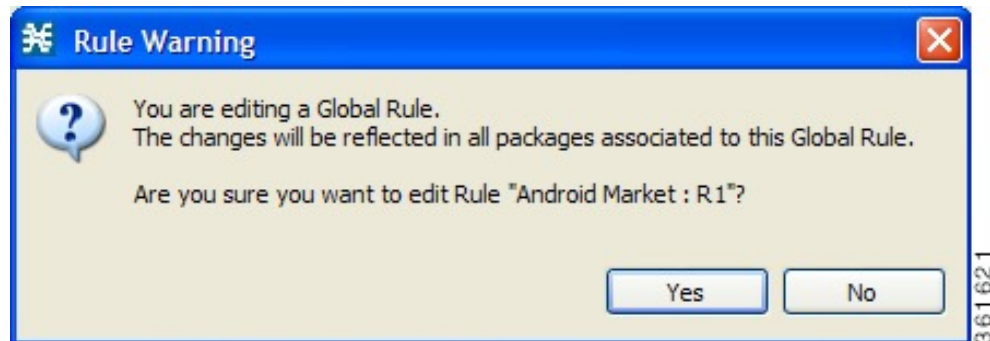 Rule Warning
You are editing a Global Rule.
The changes will be reflected in all packages associated to this Global Rule.
Are you sure you want to edit Rule "Android Market : R1"?
Yes
No
361621